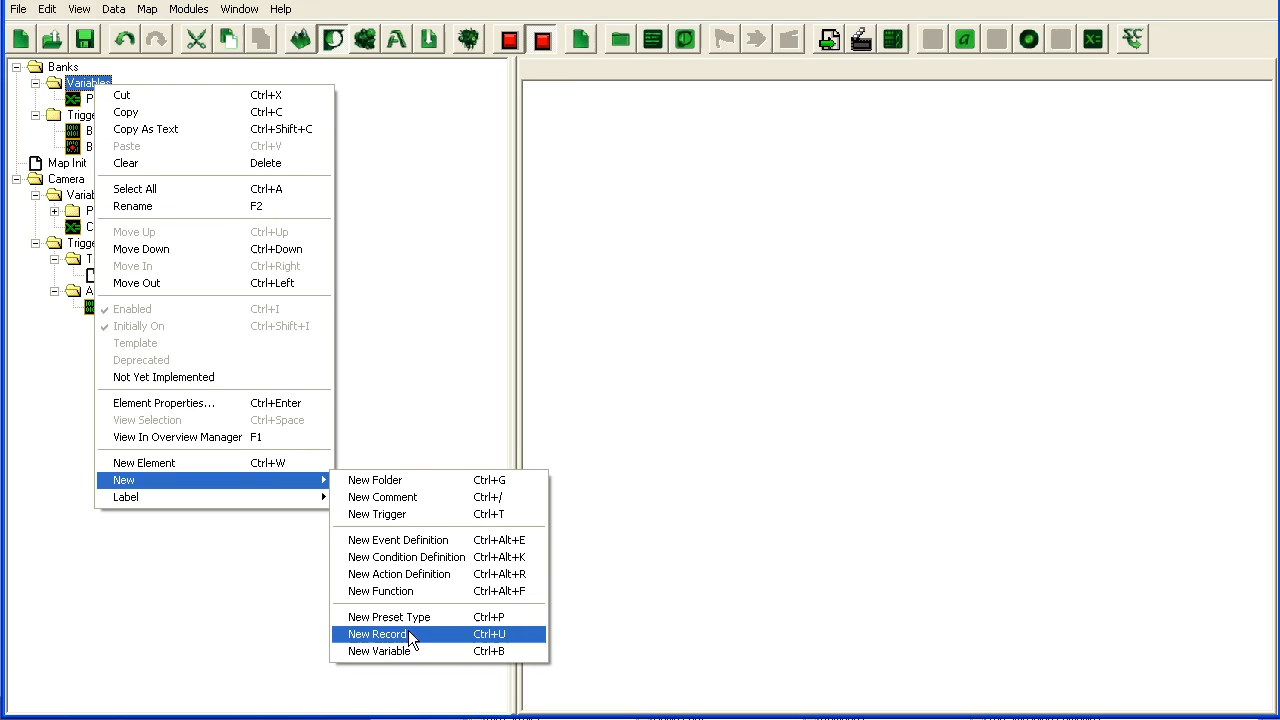 File Edit View Data Map Modules Window Help
Banks
Variables
P
Trigge
B
B
Map Init
Camera
Variab
P
C
Trigge
T
A
Cut Ctrl+X
Copy Ctrl+C
Copy As Text Ctrl+Shift+C
Paste Ctrl+V
Clear Delete
Select All Ctrl+A
Rename F2
Move Up Ctrl+Up
Move Down Ctrl+Down
Move In Ctrl+Right
Move Out Ctrl+Left
Enabled Ctrl+I
Initially On Ctrl+Shift+I
Template
Deprecated
Not Yet Implemented
Element Properties... Ctrl+Enter
View Selection Ctrl+Space
View In Overview Manager F1
New Element Ctrl+W
New
Label
New Folder Ctrl+G
New Comment Ctrl+/
New Trigger Ctrl+T
New Event Definition Ctrl+Alt+E
New Condition Definition Ctrl+Alt+K
New Action Definition Ctrl+Alt+R
New Function Ctrl+Alt+F
New Preset Type Ctrl+P
New Record Ctrl+U
New Variable Ctrl+B